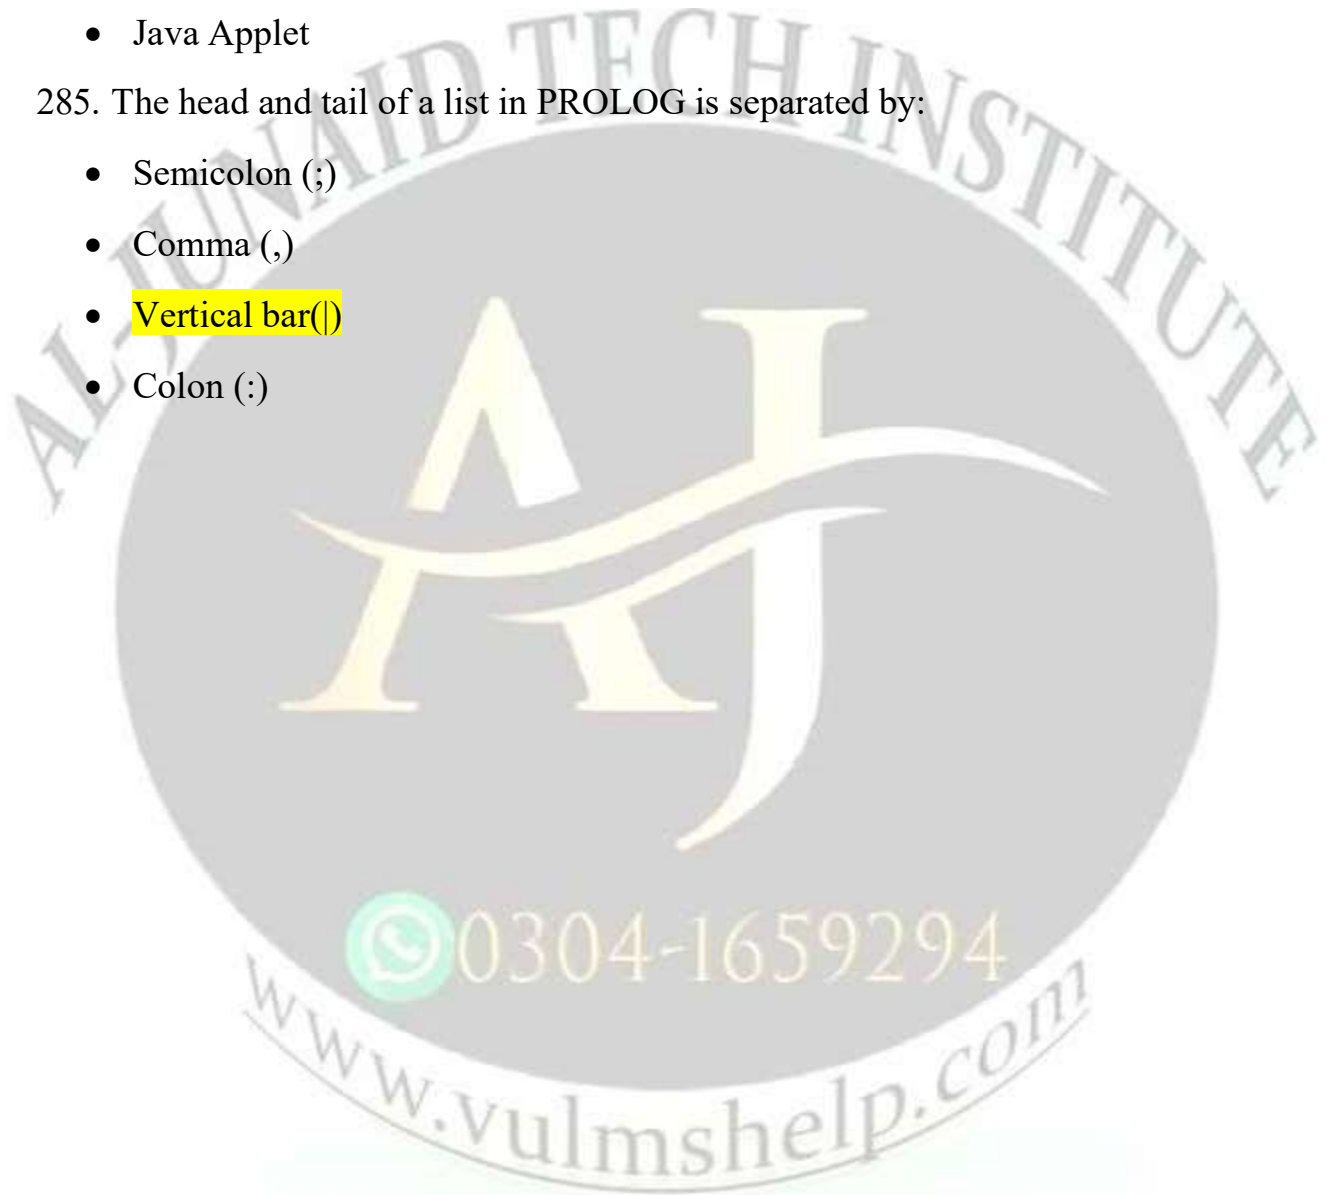 • Java Applet
285. The head and tail of a list in PROLOG is separated by:
• Semicolon (;)
• Comma (,)
• Vertical bar(|)
• Colon (:)
AL-JUNAID TECH INSTITUTE
AJ
0304-1659294
www.vulmshelp.com